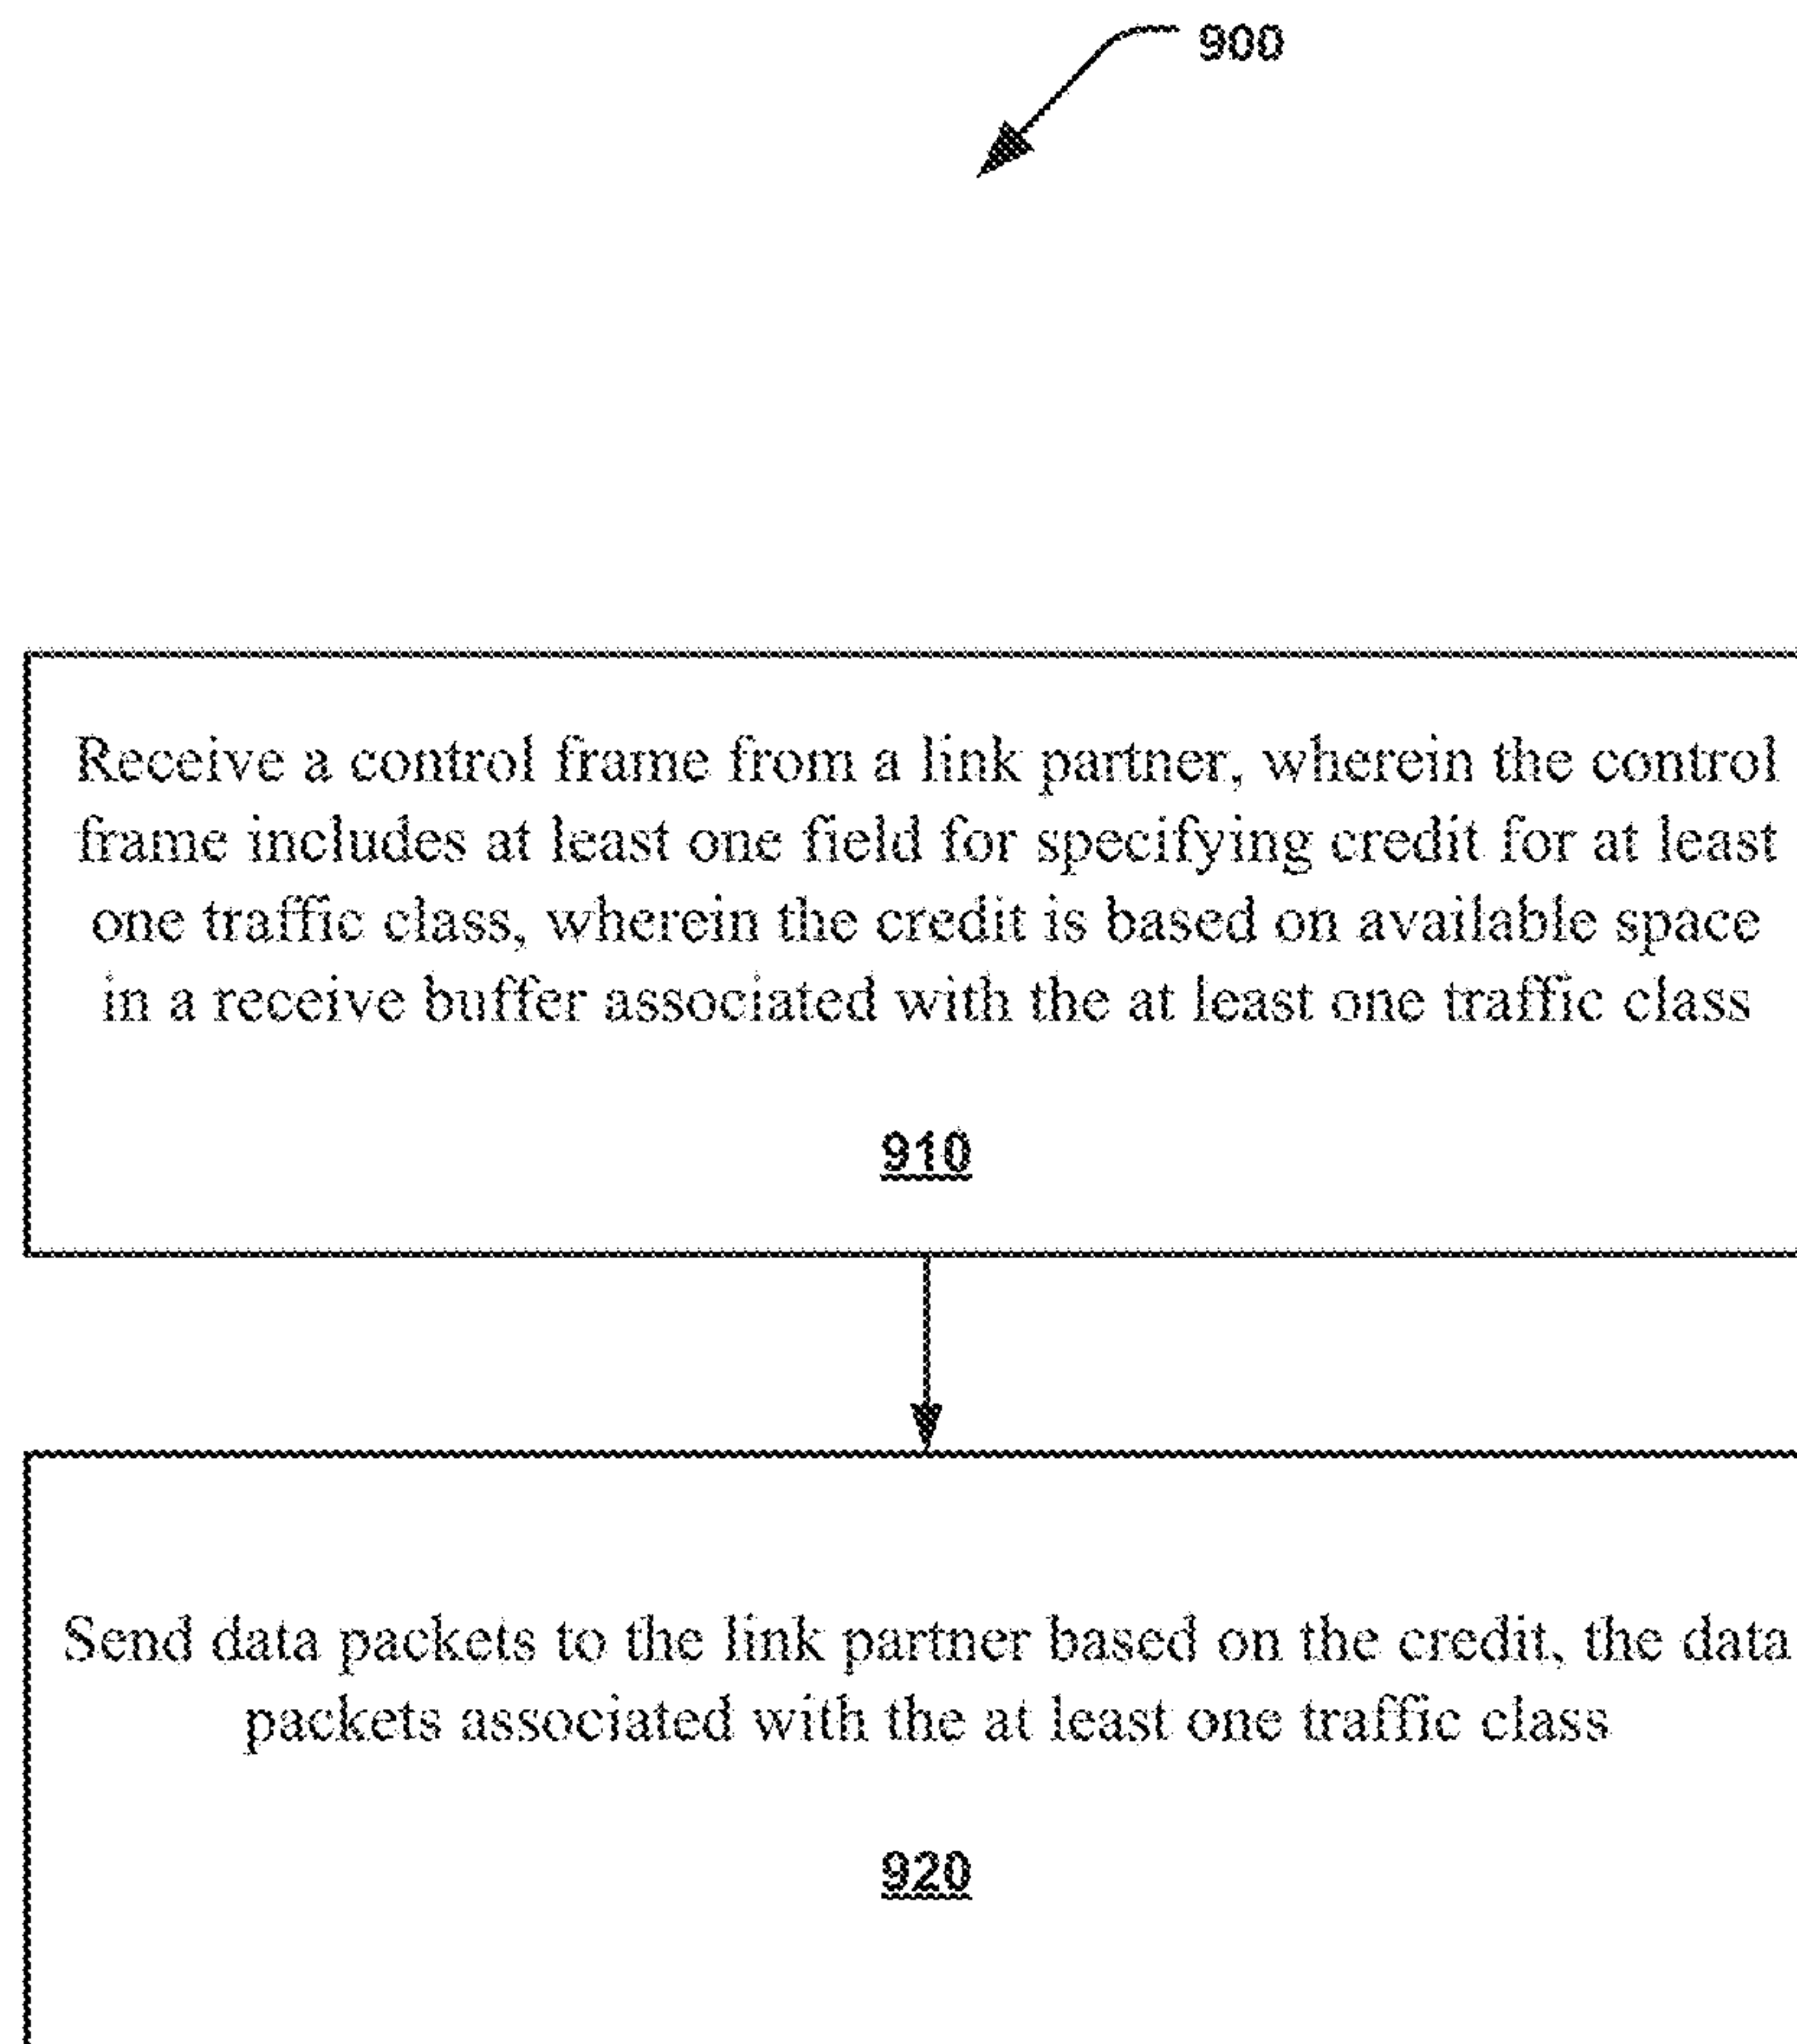 900
Receive a control frame from a link partner, wherein the control
frame includes at least one field for specifying credit for at least
one traffic class, wherein the credit is based on available space
in a receive buffer associated with the at least one traffic class
910
Send data packets to the link partner based on the credit, the data
packets associated with the at least one traffic class
920